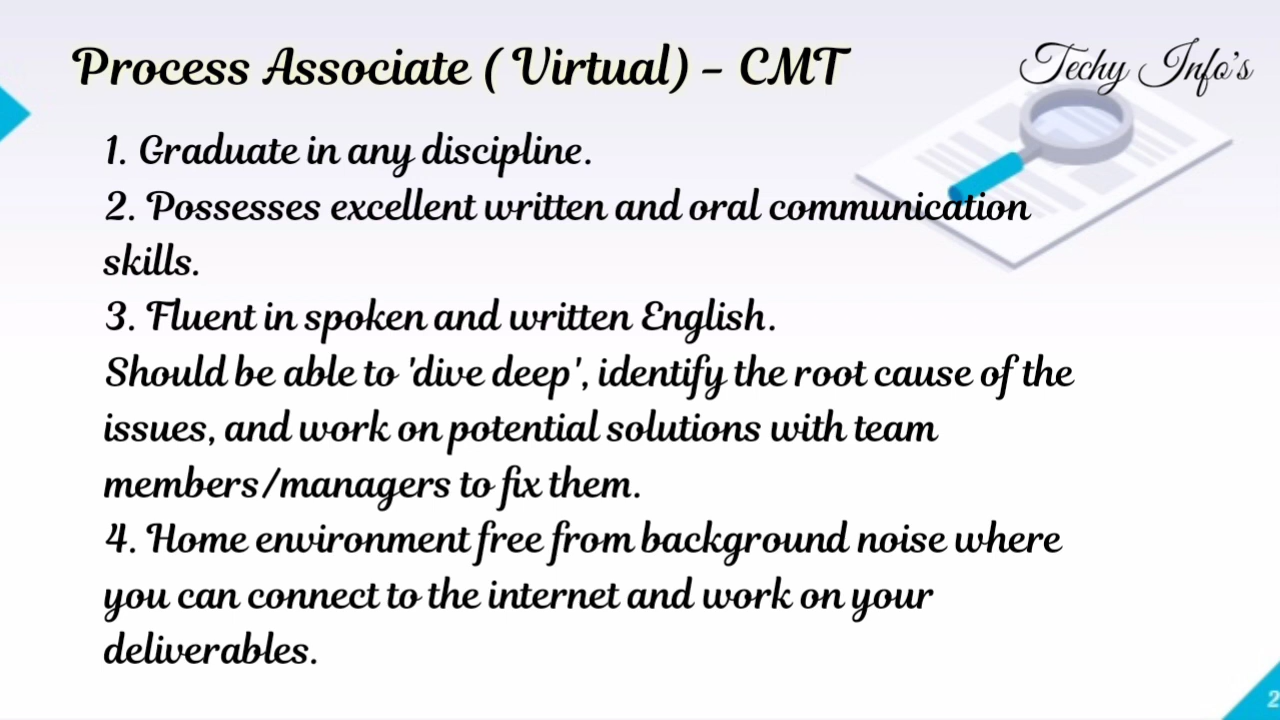 Process Associate ( Virtual) – CMT
Techy Info's
1. Graduate in any discipline.
2. Possesses excellent written and oral communication
skills.
3. Fluent in spoken and written English.
Should be able to 'dive deep', identify the root cause of the
issues, and work on potential solutions with team
members/managers to fix them.
4. Home environment free from background noise where
you can connect to the internet and work on your
deliverables.
2